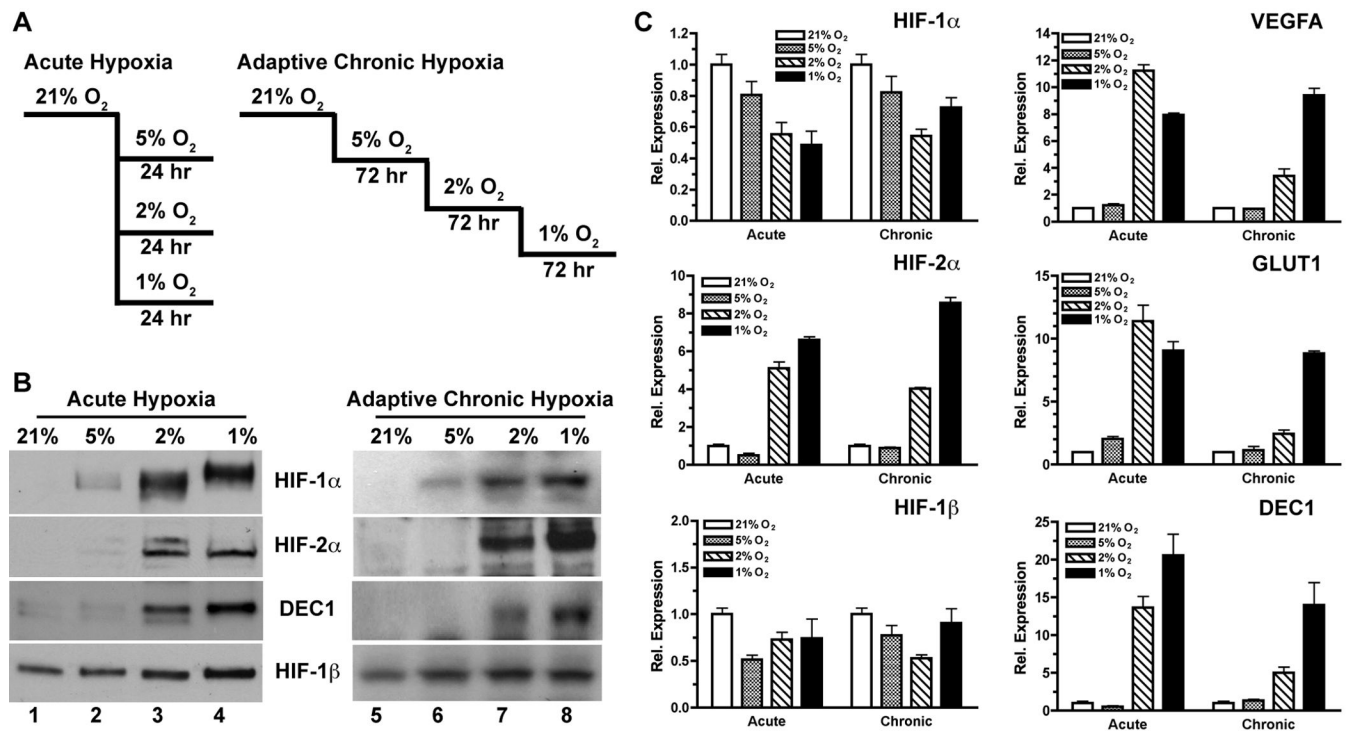 A
Acute Hypoxia
21% O2
5% O2
24 hr
2% O2
24 hr
1% O2
24 hr
Adaptive Chronic Hypoxia
21% O2
5% O2
72 hr
2% O2
72 hr
1% O2
72 hr
B
Acute Hypoxia
Adaptive Chronic Hypoxia
21% 5% 2% 1%
21% 5% 2% 1%
HIF-1α
HIF-2α
DEC1
HIF-1β
1 2 3 4 5 6 7 8
C
HIF-1α
Rel. Expression
1.2
1.0
0.8
0.6
0.4
0.2
0.0
21% O2
5% O2
2% O2
1% O2
Acute Chronic
VEGFA
Rel. Expression
14
12
10
8
6
4
2
0
21% O2
5% O2
2% O2
1% O2
Acute Chronic
HIF-2α
Rel. Expression
10
8
6
4
2
0
21% O2
5% O2
2% O2
1% O2
Acute Chronic
GLUT1
Rel. Expression
15
10
5
0
21% O2
5% O2
2% O2
1% O2
Acute Chronic
HIF-1β
Rel. Expression
2.0
1.5
1.0
0.5
0.0
21% O2
5% O2
2% O2
1% O2
Acute Chronic
DEC1
Rel. Expression
25
20
15
10
5
0
21% O2
5% O2
2% O2
1% O2
Acute Chronic